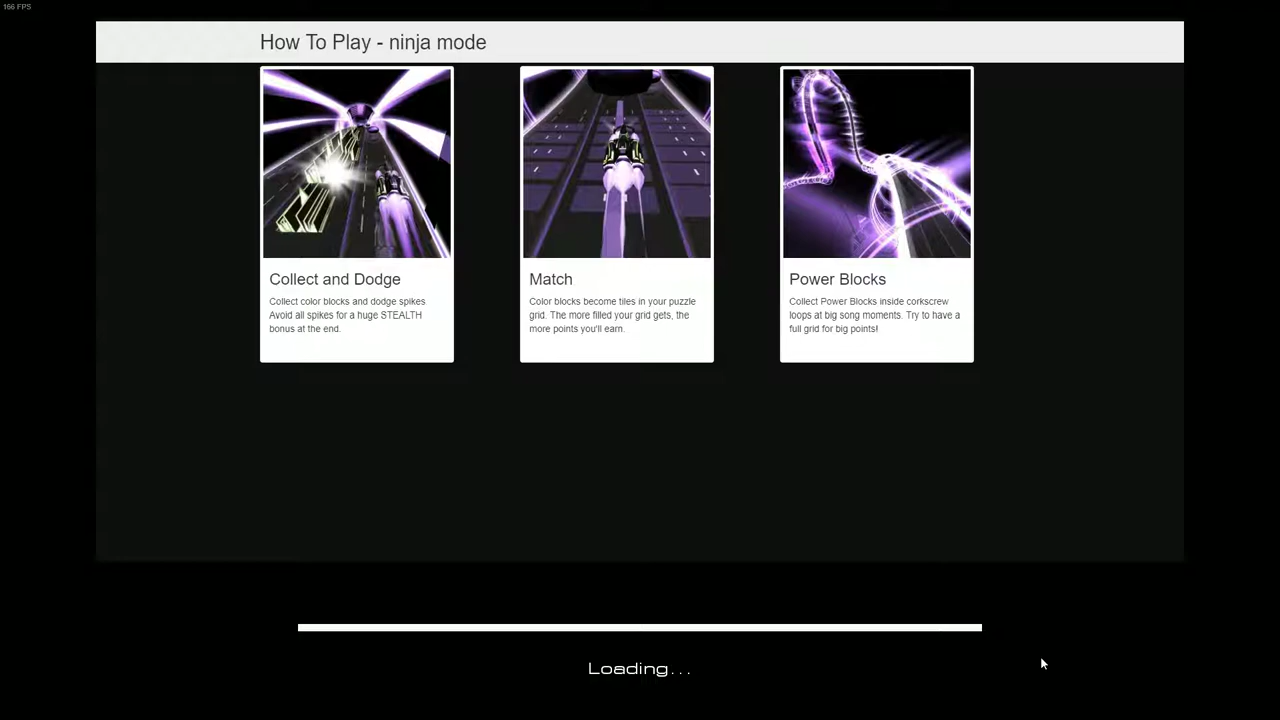 166 FPS
How To Play - ninja mode
Collect and Dodge
Collect color blocks and dodge spikes
Avoid all spikes for a huge STEALTH
bonus at the end.
Match
Color blocks become tiles in your puzzle
grid. The more filled your grid gets, the
more points you'll earn.
Power Blocks
Collect Power Blocks inside corkscrew
loops at big song moments. Try to have a
full grid for big points!
Loading...